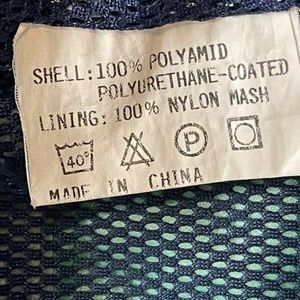 SHELL: 100% POLYAMID
POLYURETHANE-COATED
LINING: 100% NYLON MASH
40° P
MADE IN CHINA